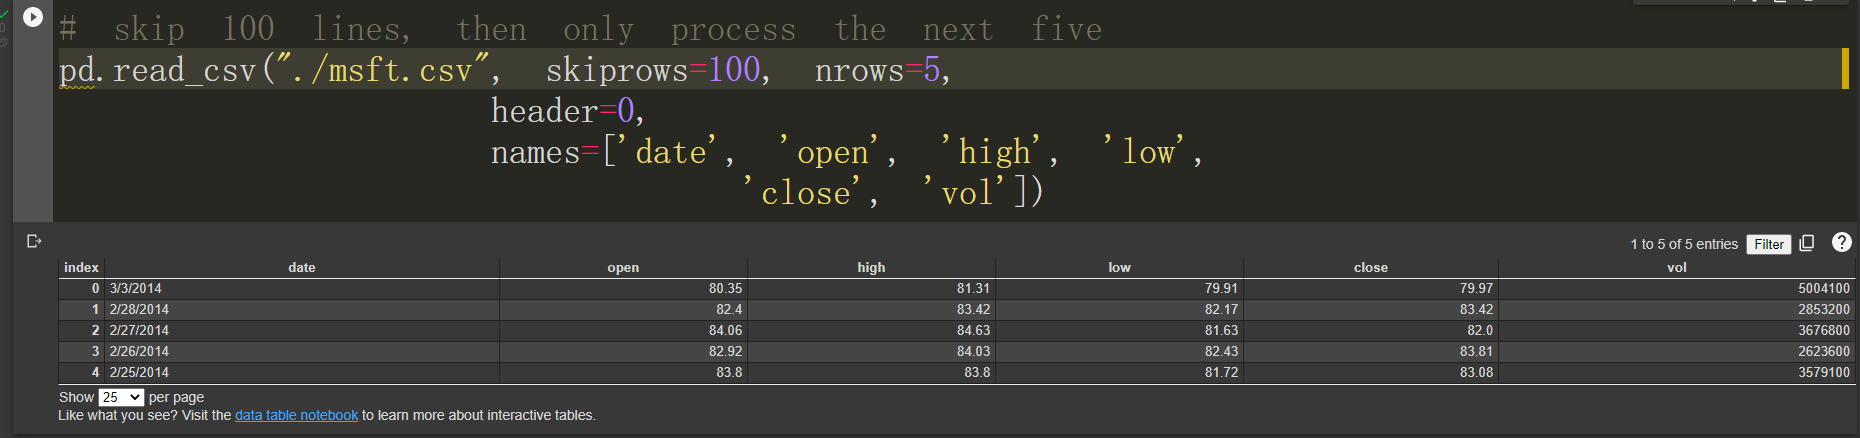 # skip 100 lines, then only process the next five
pd.read_csv("./msft.csv", skiprows=100, nrows=5,
header=0,
names=['date', 'open', 'high', 'low',
'close', 'vol'])
1 to 5 of 5 entries Filter
index date open high low close vol
0 3/3/2014 80.35 81.31 79.91 79.97 5004100
1 2/28/2014 82.4 83.42 82.17 83.42 2853200
2 2/27/2014 84.06 84.63 81.63 82.0 3676800
3 2/26/2014 82.92 84.03 82.43 83.81 2623600
4 2/25/2014 83.8 83.8 81.72 83.08 3579100
Show 25 per page
Like what you see? Visit the data table notebook to learn more about interactive tables.